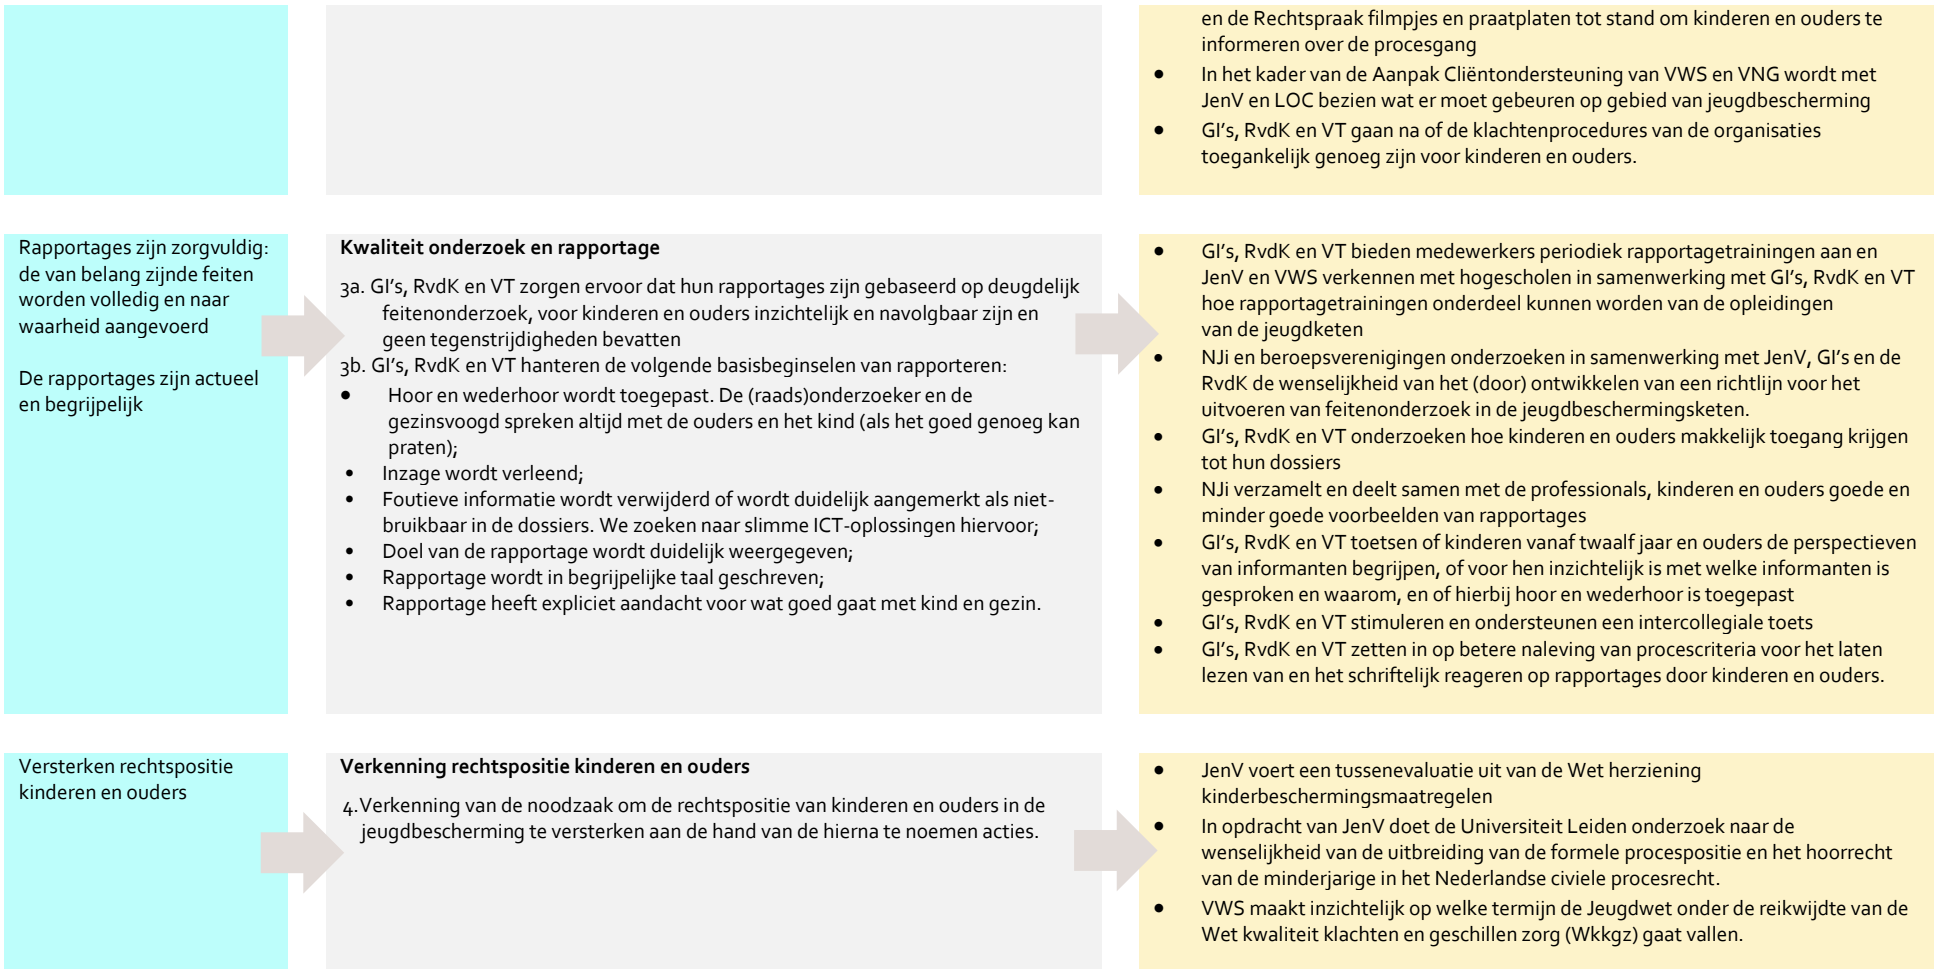 en de Rechtspraak filmpjes en praatplaten tot stand om kinderen en ouders te
informeren over de procesgang
• In het kader van de Aanpak Cliëntondersteuning van VWS en VNG wordt met
JenV en LOC bezien wat er moet gebeuren op gebied van jeugdbescherming
• GI's, RvdK en VT gaan na of de klachtenprocedures van de organisaties
toegankelijk genoeg zijn voor kinderen en ouders.
Rapportages zijn zorgvuldig:
de van belang zijnde feiten
worden volledig en naar
waarheid aangevoerd
De rapportages zijn actueel
en begrijpelijk
Kwaliteit onderzoek en rapportage
3a. GI's, RvdK en VT zorgen ervoor dat hun rapportages zijn gebaseerd op deugdelijk
feitenonderzoek, voor kinderen en ouders inzichtelijk en navolgbaar zijn en
geen tegenstrijdigheden bevatten
3b. GI's, RvdK en VT hanteren de volgende basisbeginselen van rapporteren:
• Hoor en wederhoor wordt toegepast. De (raads)onderzoeker en de
gezinsvoogd spreken altijd met de ouders en het kind (als het goed genoeg kan
praten);
• Inzage wordt verleend;
• Foutieve informatie wordt verwijderd of wordt duidelijk aangemerkt als niet-
bruikbaar in de dossiers. We zoeken naar slimme ICT-oplossingen hiervoor;
• Doel van de rapportage wordt duidelijk weergegeven;
• Rapportage wordt in begrijpelijke taal geschreven;
• Rapportage heeft expliciet aandacht voor wat goed gaat met kind en gezin.
• GI's, RvdK en VT bieden medewerkers periodiek rapportagetrainingen aan en
JenV en VWS verkennen met hogescholen in samenwerking met GI's, RvdK en VT
hoe rapportagetrainingen onderdeel kunnen worden van de opleidingen
van de jeugdketen
• NJi en beroepsverenigingen onderzoeken in samenwerking met JenV, GI's en de
RvdK de wenselijkheid van het (door) ontwikkelen van een richtlijn voor het
uitvoeren van feitenonderzoek in de jeugdbeschermingsketen.
• GI's, RvdK en VT onderzoeken hoe kinderen en ouders makkelijk toegang krijgen
tot hun dossiers
• NJi verzamelt en deelt samen met de professionals, kinderen en ouders goede en
minder goede voorbeelden van rapportages
• GI's, RvdK en VT toetsen of kinderen vanaf twaalf jaar en ouders de perspectieven
van informanten begrijpen, of voor hen inzichtelijk is met welke informanten is
gesproken en waarom, en of hierbij hoor en wederhoor is toegepast
• GI's, RvdK en VT stimuleren en ondersteunen een intercollegiale toets
• GI's, RvdK en VT zetten in op betere naleving van procescriteria voor het laten
lezen van en het schriftelijk reageren op rapportages door kinderen en ouders.
Versterken rechtspositie
kinderen en ouders
Verkenning rechtspositie kinderen en ouders
4.Verkenning van de noodzaak om de rechtspositie van kinderen en ouders in de
jeugdbescherming te versterken aan de hand van de hierna te noemen acties.
• JenV voert een tussenevaluatie uit van de Wet herziening
kinderbeschermingsmaatregelen
• In opdracht van JenV doet de Universiteit Leiden onderzoek naar de
wenselijkheid van de uitbreiding van de formele procespositie en het hoorrecht
van de minderjarige in het Nederlandse civiele procesrecht.
• VWS maakt inzichtelijk op welke termijn de Jeugdwet onder de reikwijdte van de
Wet kwaliteit klachten en geschillen zorg (Wkkgz) gaat vallen.